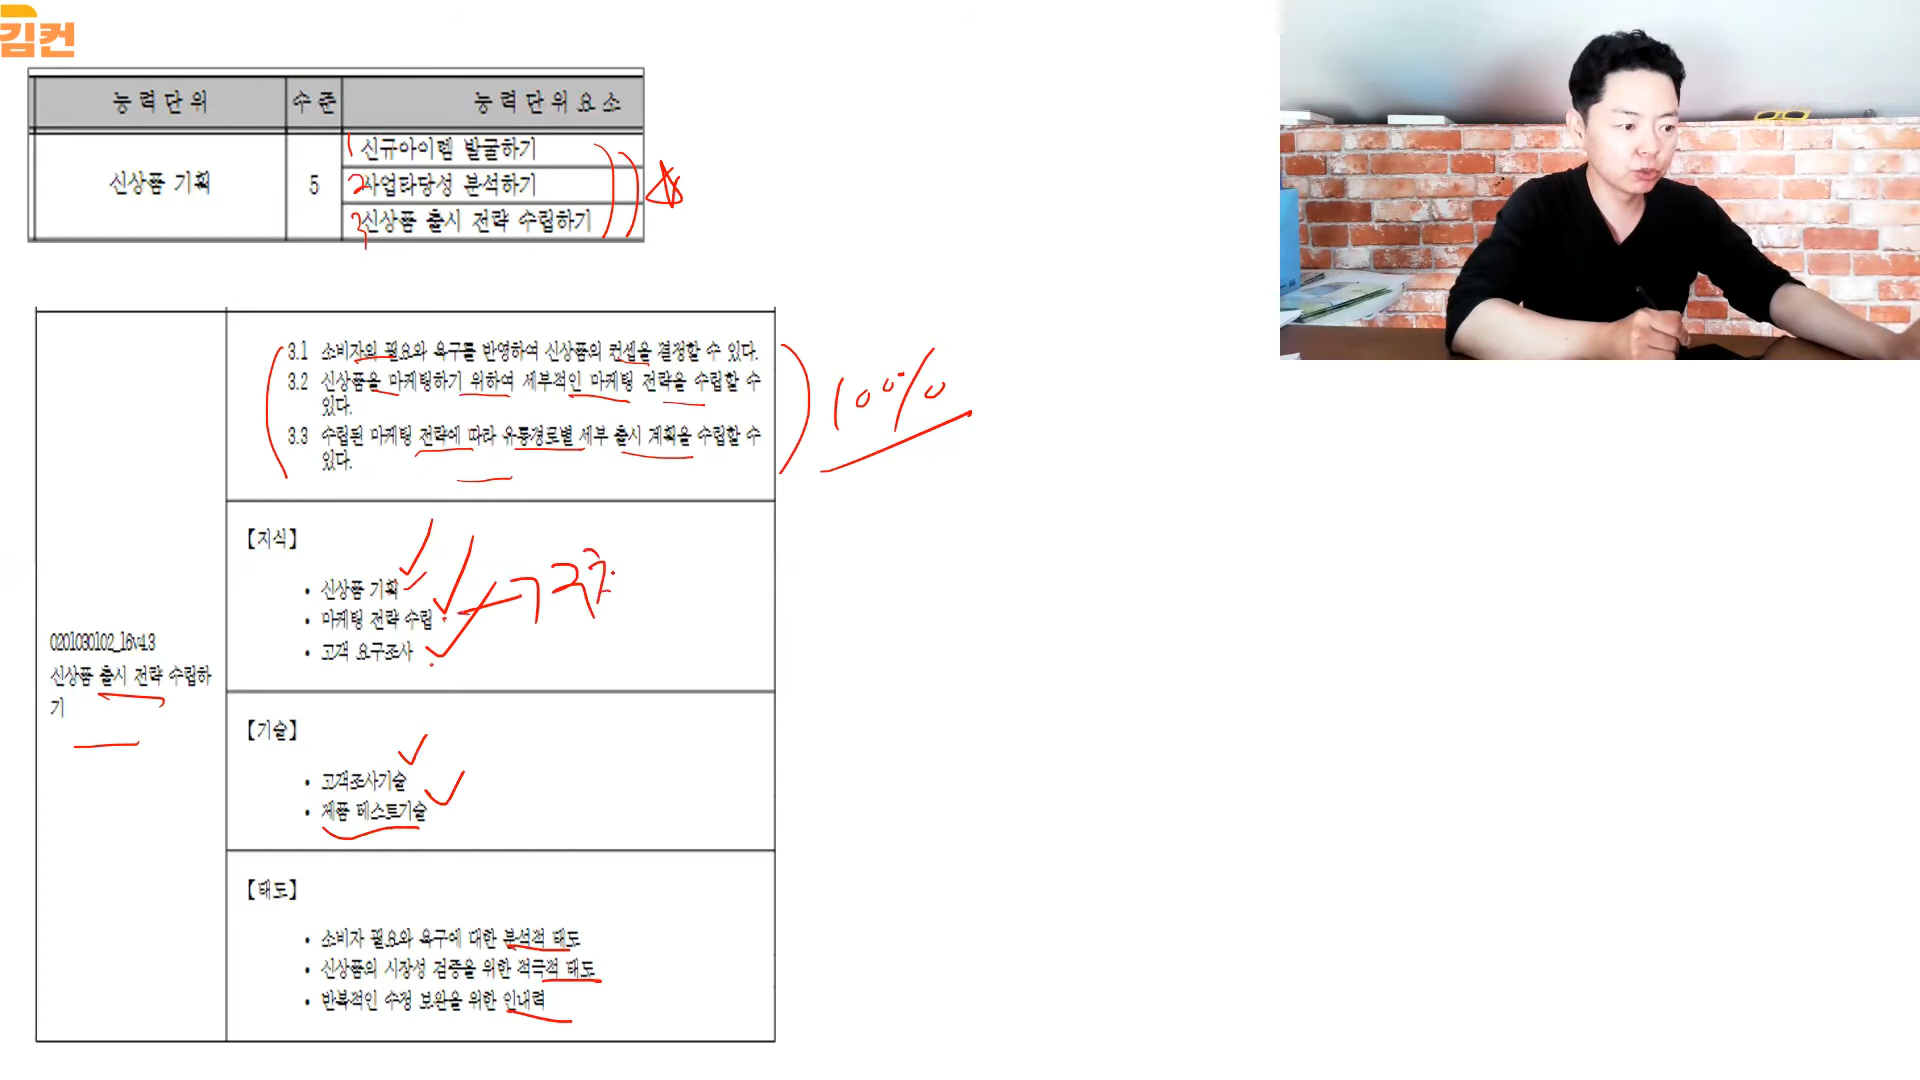 김컨
능력단위 수준 능력단위요소
신상품 기획 5
1 신규아이템 발굴하기
2 사업타당성 분석하기
3 신상품 출시 전략 수립하기
0201030102_16v4.3
신상품 출시 전략 수립하
기
3.1 소비자의 필요와 욕구를 반영하여 신상품의 컨셉을 결정할 수 있다.
3.2 신상품을 마케팅하기 위하여 세부적인 마케팅 전략을 수립할 수
있다.
3.3 수립된 마케팅 전략에 따라 유통경로별 세부 출시 계획을 수립할 수
있다.
100%
【지식】
• 신상품 기획
• 마케팅 전략 수립
• 고객 요구조사
【기술】
• 고객조사기술
• 제품 테스트기술
【태도】
• 소비자 필요와 욕구에 대한 분석적 태도
• 신상품의 시장성 검증을 위한 적극적 태도
• 반복적인 수정 보완을 위한 인내력